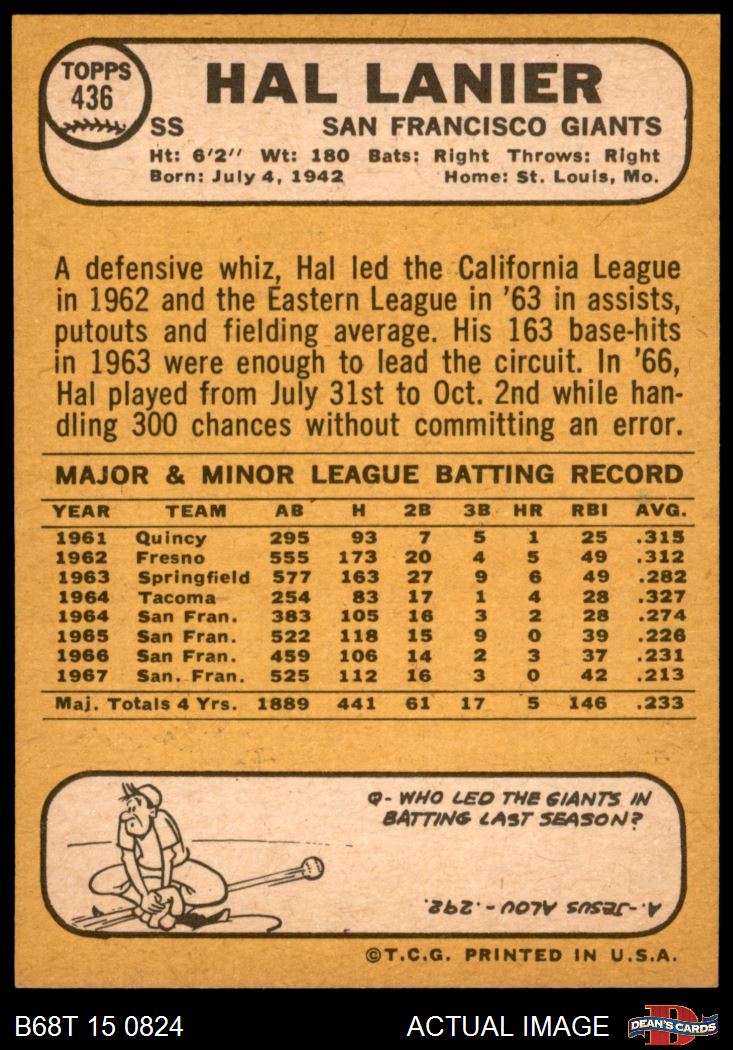 TOPPS
436
HAL LANIER
SS SAN FRANCISCO GIANTS
Ht: 6'2" Wt: 180 Bats: Right Throws: Right
Born: July 4, 1942 Home: St. Louis, Mo.
A defensive whiz, Hal led the California League
in 1962 and the Eastern League in '63 in assists,
putouts and fielding average. His 163 base-hits
in 1963 were enough to lead the circuit. In '66,
Hal played from July 31st to Oct. 2nd while han-
dling 300 chances without committing an error.
MAJOR & MINOR LEAGUE BATTING RECORD
YEAR TEAM AB H 2B 3B HR RBI AVG.
1961 Quincy 295 93 7 5 1 25 .315
1962 Fresno 555 173 20 4 5 49 .312
1963 Springfield 577 163 27 9 6 49 .282
1964 Tacoma 254 83 17 1 4 28 .327
1964 San Fran. 383 105 16 3 2 28 .274
1965 San Fran. 522 118 15 9 0 39 .226
1966 San Fran. 459 106 14 2 3 37 .231
1967 San. Fran. 525 112 16 3 0 42 .213
Maj. Totals 4 Yrs. 1889 441 61 17 5 146 .233
Q- WHO LED THE GIANTS IN
BATTING LAST SEASON?
A.-JESUS ALOU-.292.
©T.C.G. PRINTED IN U.S.A.
B68T 15 0824 ACTUAL IMAGE D DEAN'S CARDS